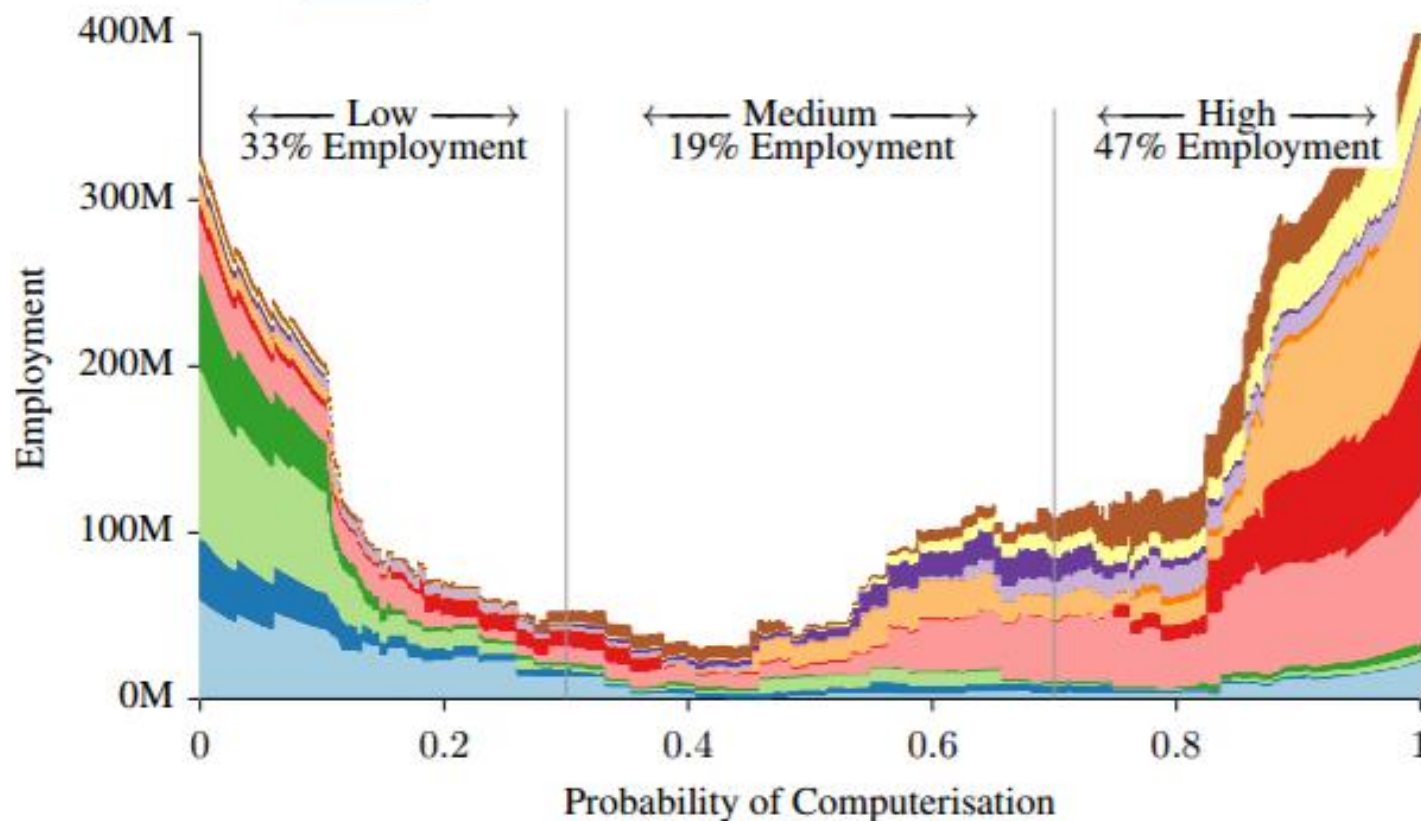 400M
← Low →
33% Employment
← Medium →
19% Employment
← High →
47% Employment
300M
200M
100M
0M
Employment
0
0.2
0.4
0.6
0.8
1
Probability of Computerisation